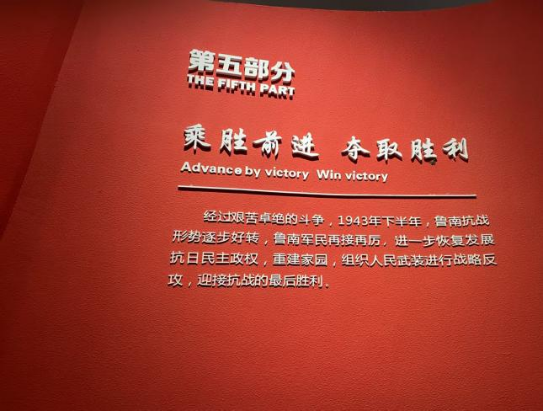 第五部分
THE FIFTH PART
乘胜前进 夺取胜利
Advance by victory Win victory
经过艰苦卓绝的斗争，1943年下半年，鲁南抗战
形势逐步好转，鲁南军民再接再厉、进一步恢复发展
抗日民主政权，重建家园，组织人民武装进行战略反
攻，迎接抗战的最后胜利。